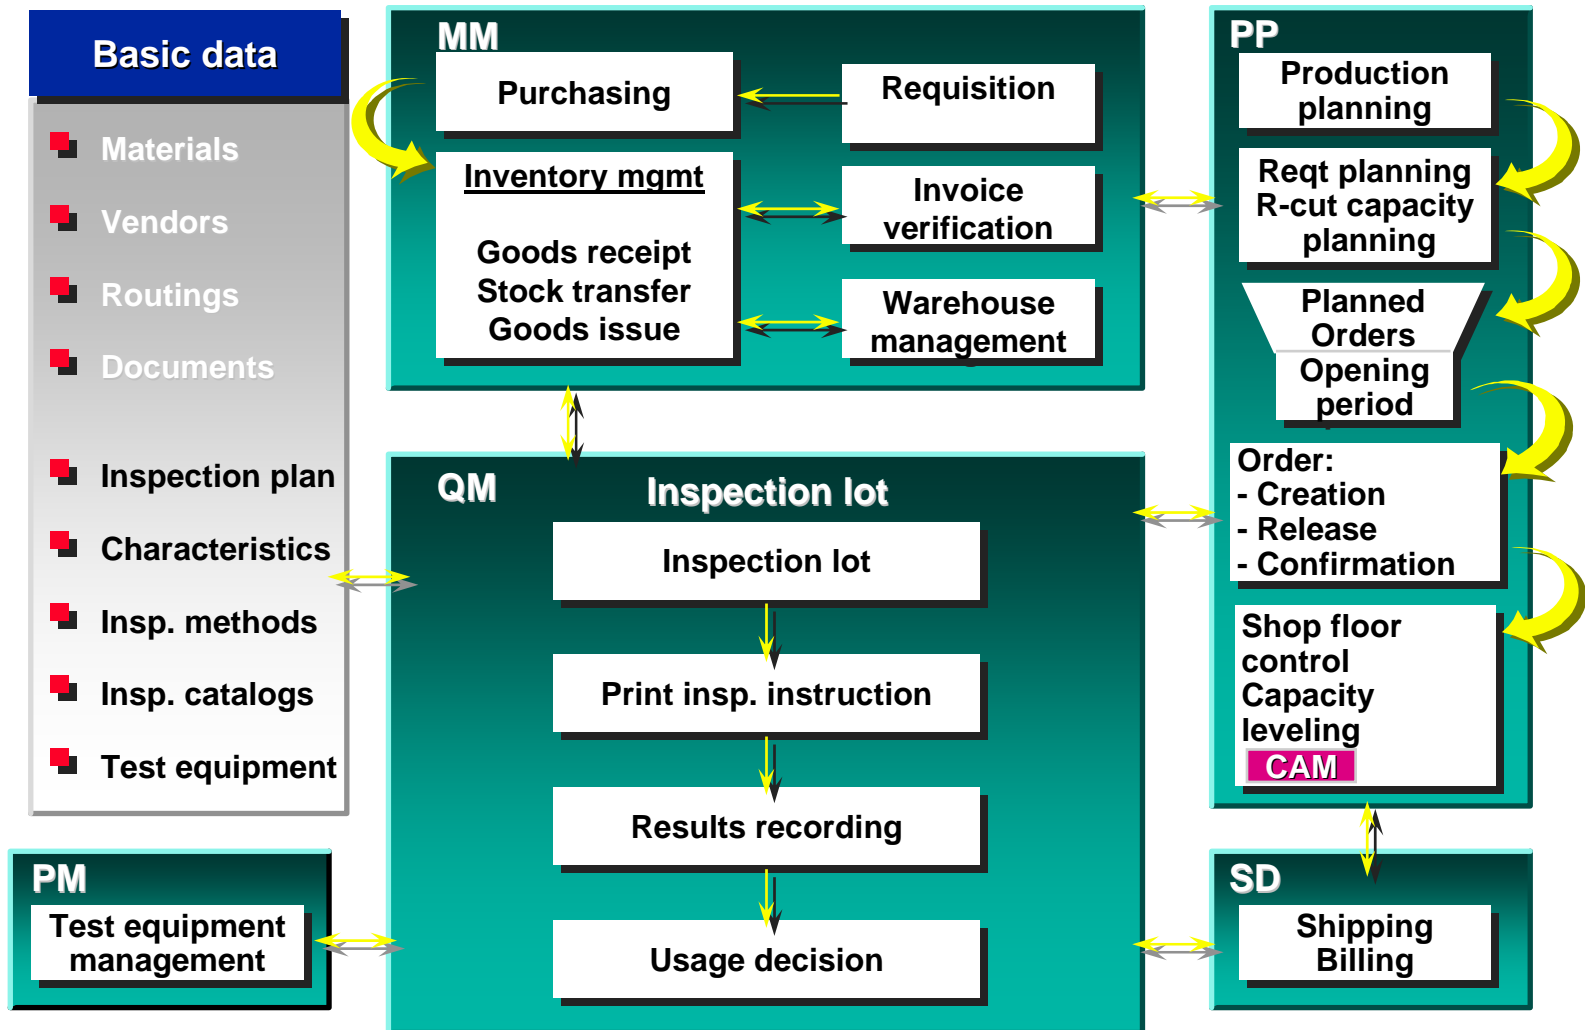 Basic data
Materials
Vendors
Routings
Documents
Inspection plan
Characteristics
Insp. methods
Insp. catalogs
Test equipment
MM
Purchasing
Requisition
Inventory mgmt
Goods receipt
Stock transfer
Goods issue
Invoice
verification
Warehouse
management
PP
Production
planning
Reqt planning
R-cut capacity
planning
Planned
Orders
Opening
period
Order:
- Creation
- Release
- Confirmation
Shop floor
control
Capacity
leveling
CAM
QM
Inspection lot
Inspection lot
Print insp. instruction
Results recording
Usage decision
PM
Test equipment
management
SD
Shipping
Billing